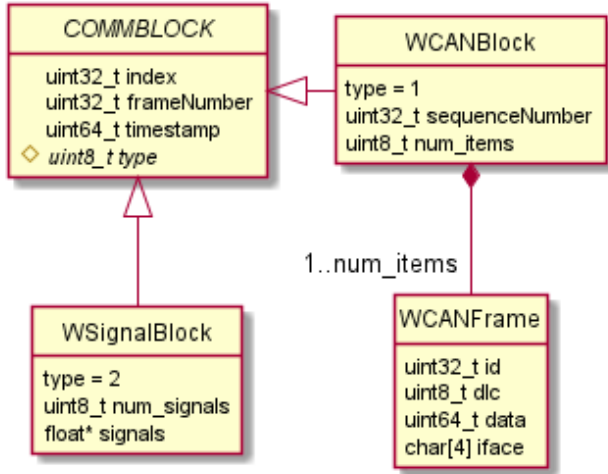 COMMBLOCK
uint32_t index
uint32_t frameNumber
uint64_t timestamp
uint8_t type
WCANBlock
type = 1
uint32_t sequenceNumber
uint8_t num_items
1..num_items
WSignalBlock
type = 2
uint8_t num_signals
float* signals
WCANFrame
uint32_t id
uint8_t dlc
uint64_t data
char[4] iface